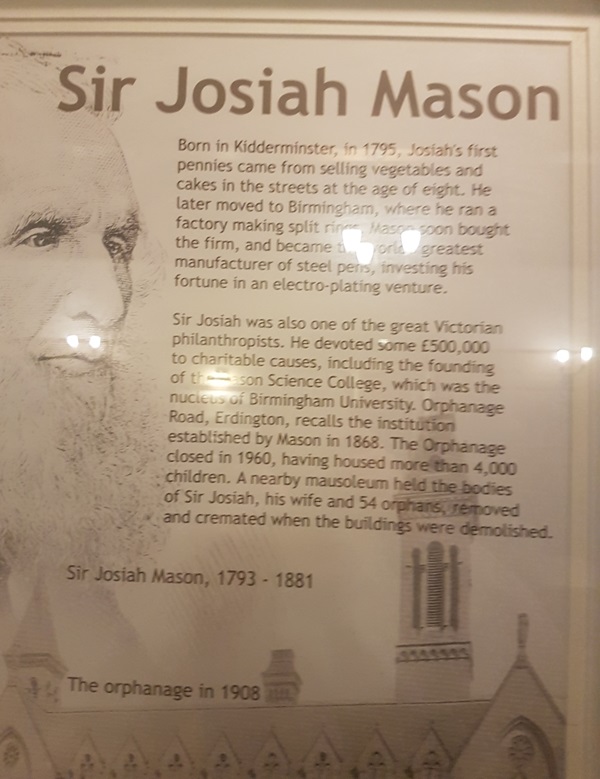 Sir Josiah Mason
Born in Kidderminster, in 1795, Josiah's first
pennies came from selling vegetables and
cakes in the streets at the age of eight. He
later moved to Birmingham, where he ran a
factory making split rings. Mason soon bought
the firm, and became greatest
manufacturer of steel pens, investing his
fortune in an electro-plating venture.
Sir Josiah was also one of the great Victorian
philanthropists. He devoted some £500,000
to charitable causes, including the founding
of Science College, which was the
nucleus of Birmingham University. Orphanage
Road, Erdington, recalls the institution
established by Mason in 1868. The Orphanage
closed in 1960, having housed more than 4,000
children. A nearby mausoleum held the bodies
of Sir Josiah, his wife and 54 orphans, removed
and cremated when the buildings were demolished.
Sir Josiah Mason, 1793 - 1881
The orphanage in 1908